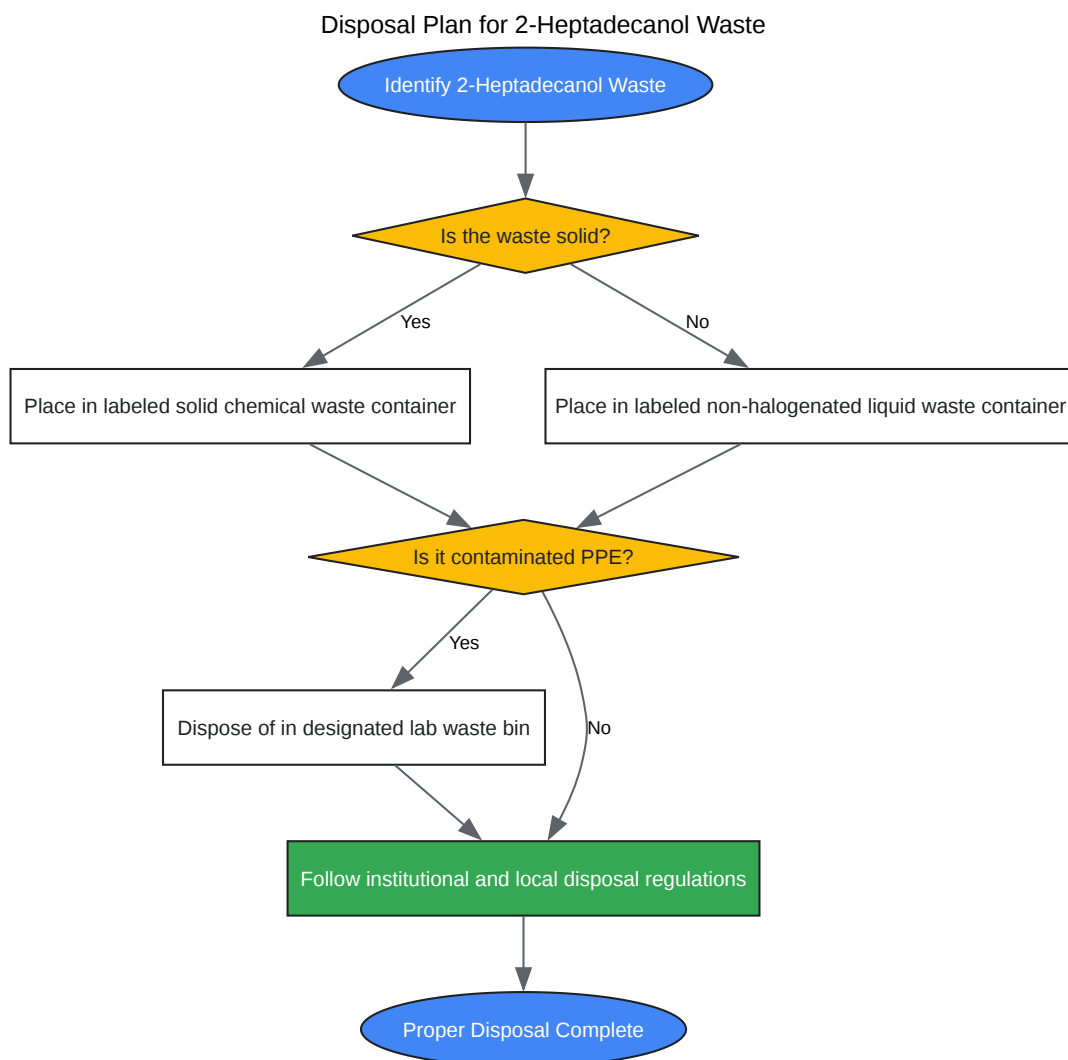 Disposal Plan for 2-Heptadecanol Waste
Identify 2-Heptadecanol Waste
Is the waste solid?
Yes
No
Place in labeled solid chemical waste container
Place in labeled non-halogenated liquid waste container
Is it contaminated PPE?
Yes
Dispose of in designated lab waste bin
No
Follow institutional and local disposal regulations
Proper Disposal Complete